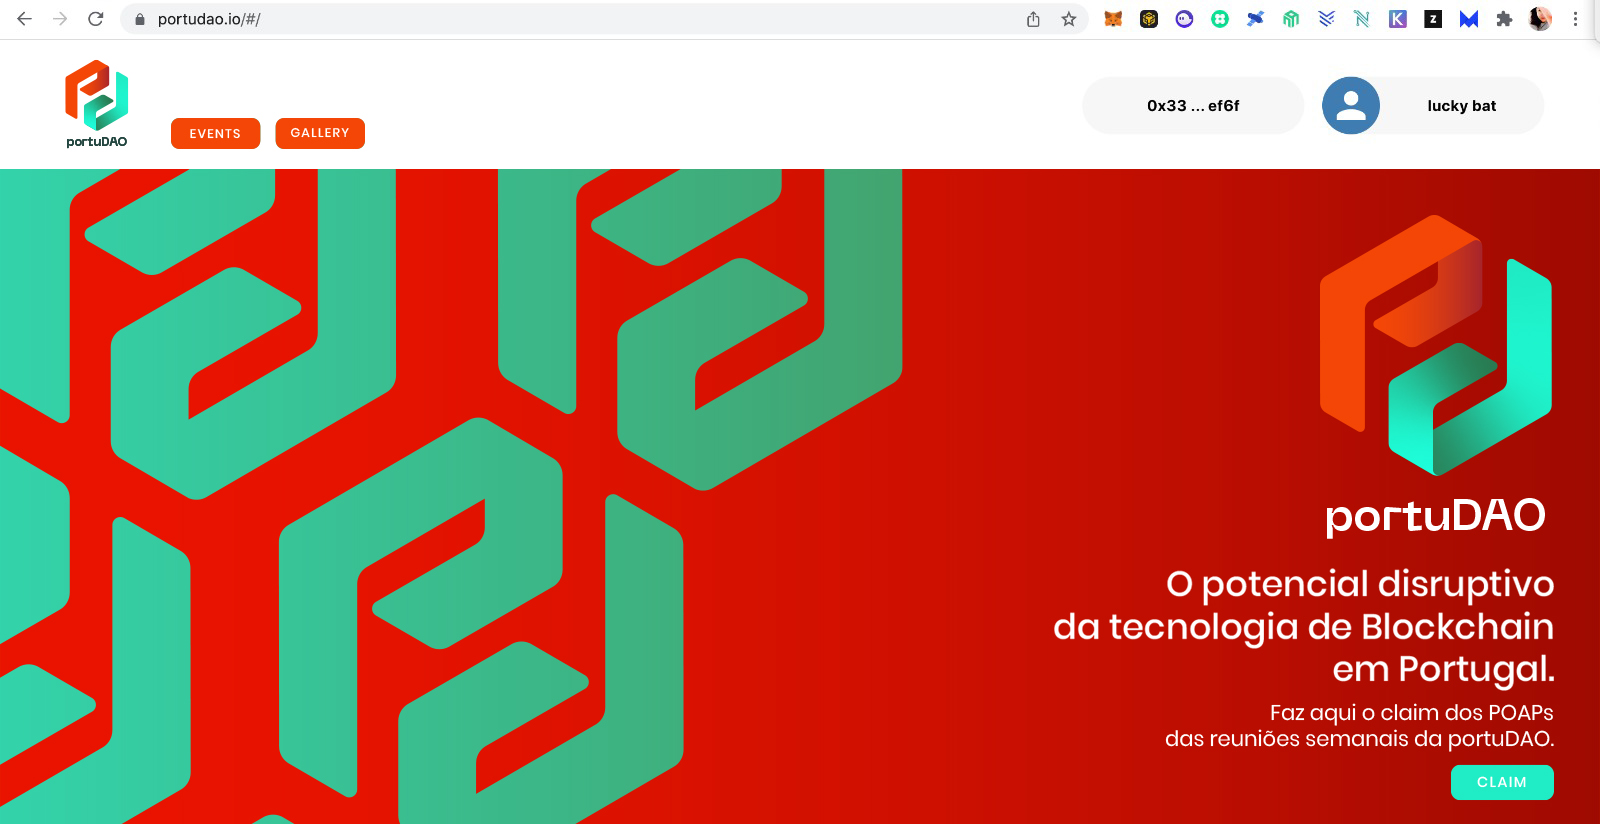 portudao.io/#/
portuDAO
EVENTS
GALLERY
0x33 ... ef6f
lucky bat
portuDAO
O potencial disruptivo
da tecnologia de Blockchain
em Portugal.
Faz aqui o claim dos POAPs
das reuniões semanais da portuDAO.
CLAIM